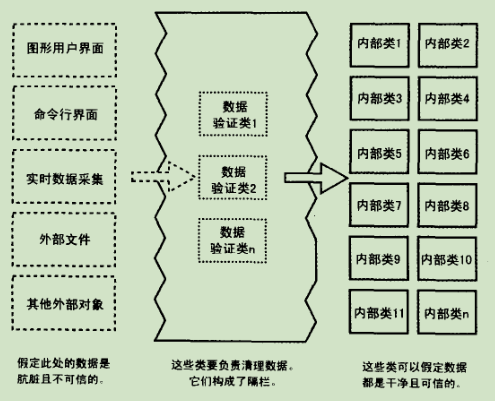 图形用户界面
命令行界面
实时数据采集
外部文件
其他外部对象
假定此处的数据是
肮脏且不可信的。
数据
验证类1
数据
验证类2
数据
验证类n
这些类要负责清理数据。
它们构成了隔栏。
内部类1 内部类2
内部类3 内部类4
内部类5 内部类6
内部类7 内部类8
内部类9 内部类10
内部类11 内部类n
这些类可以假定数据
都是干净且可信的。